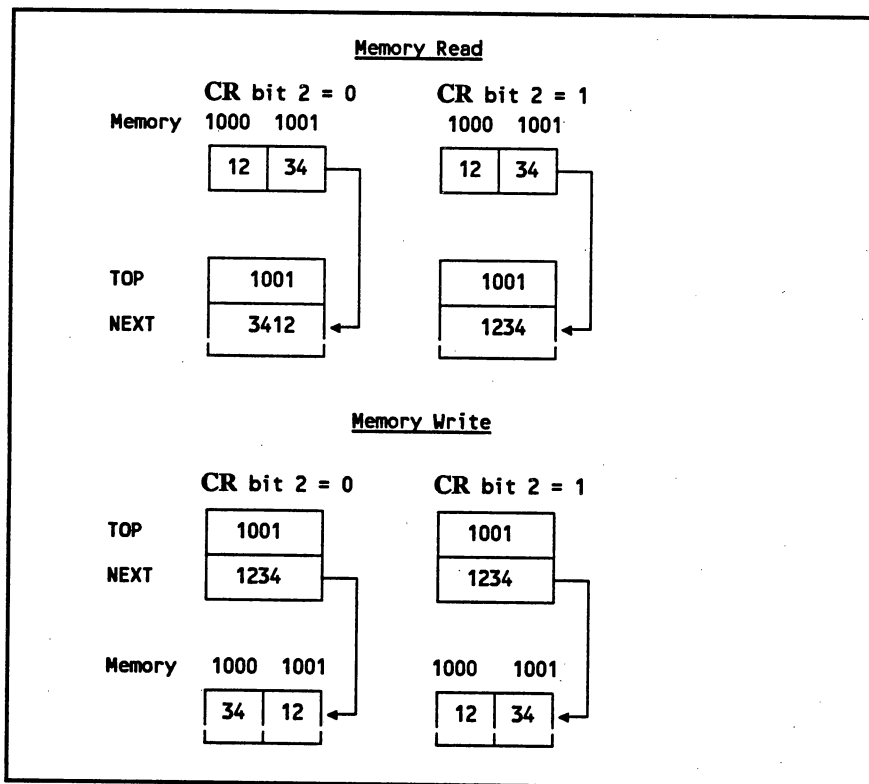 Memory Read
CR bit 2 = 0 CR bit 2 = 1
Memory 1000 1001 1000 1001
12 34 12 34
TOP 1001 1001
NEXT 3412 1234
Memory Write
CR bit 2 = 0 CR bit 2 = 1
TOP 1001 1001
NEXT 1234 1234
Memory 1000 1001 1000 1001
34 12 12 34